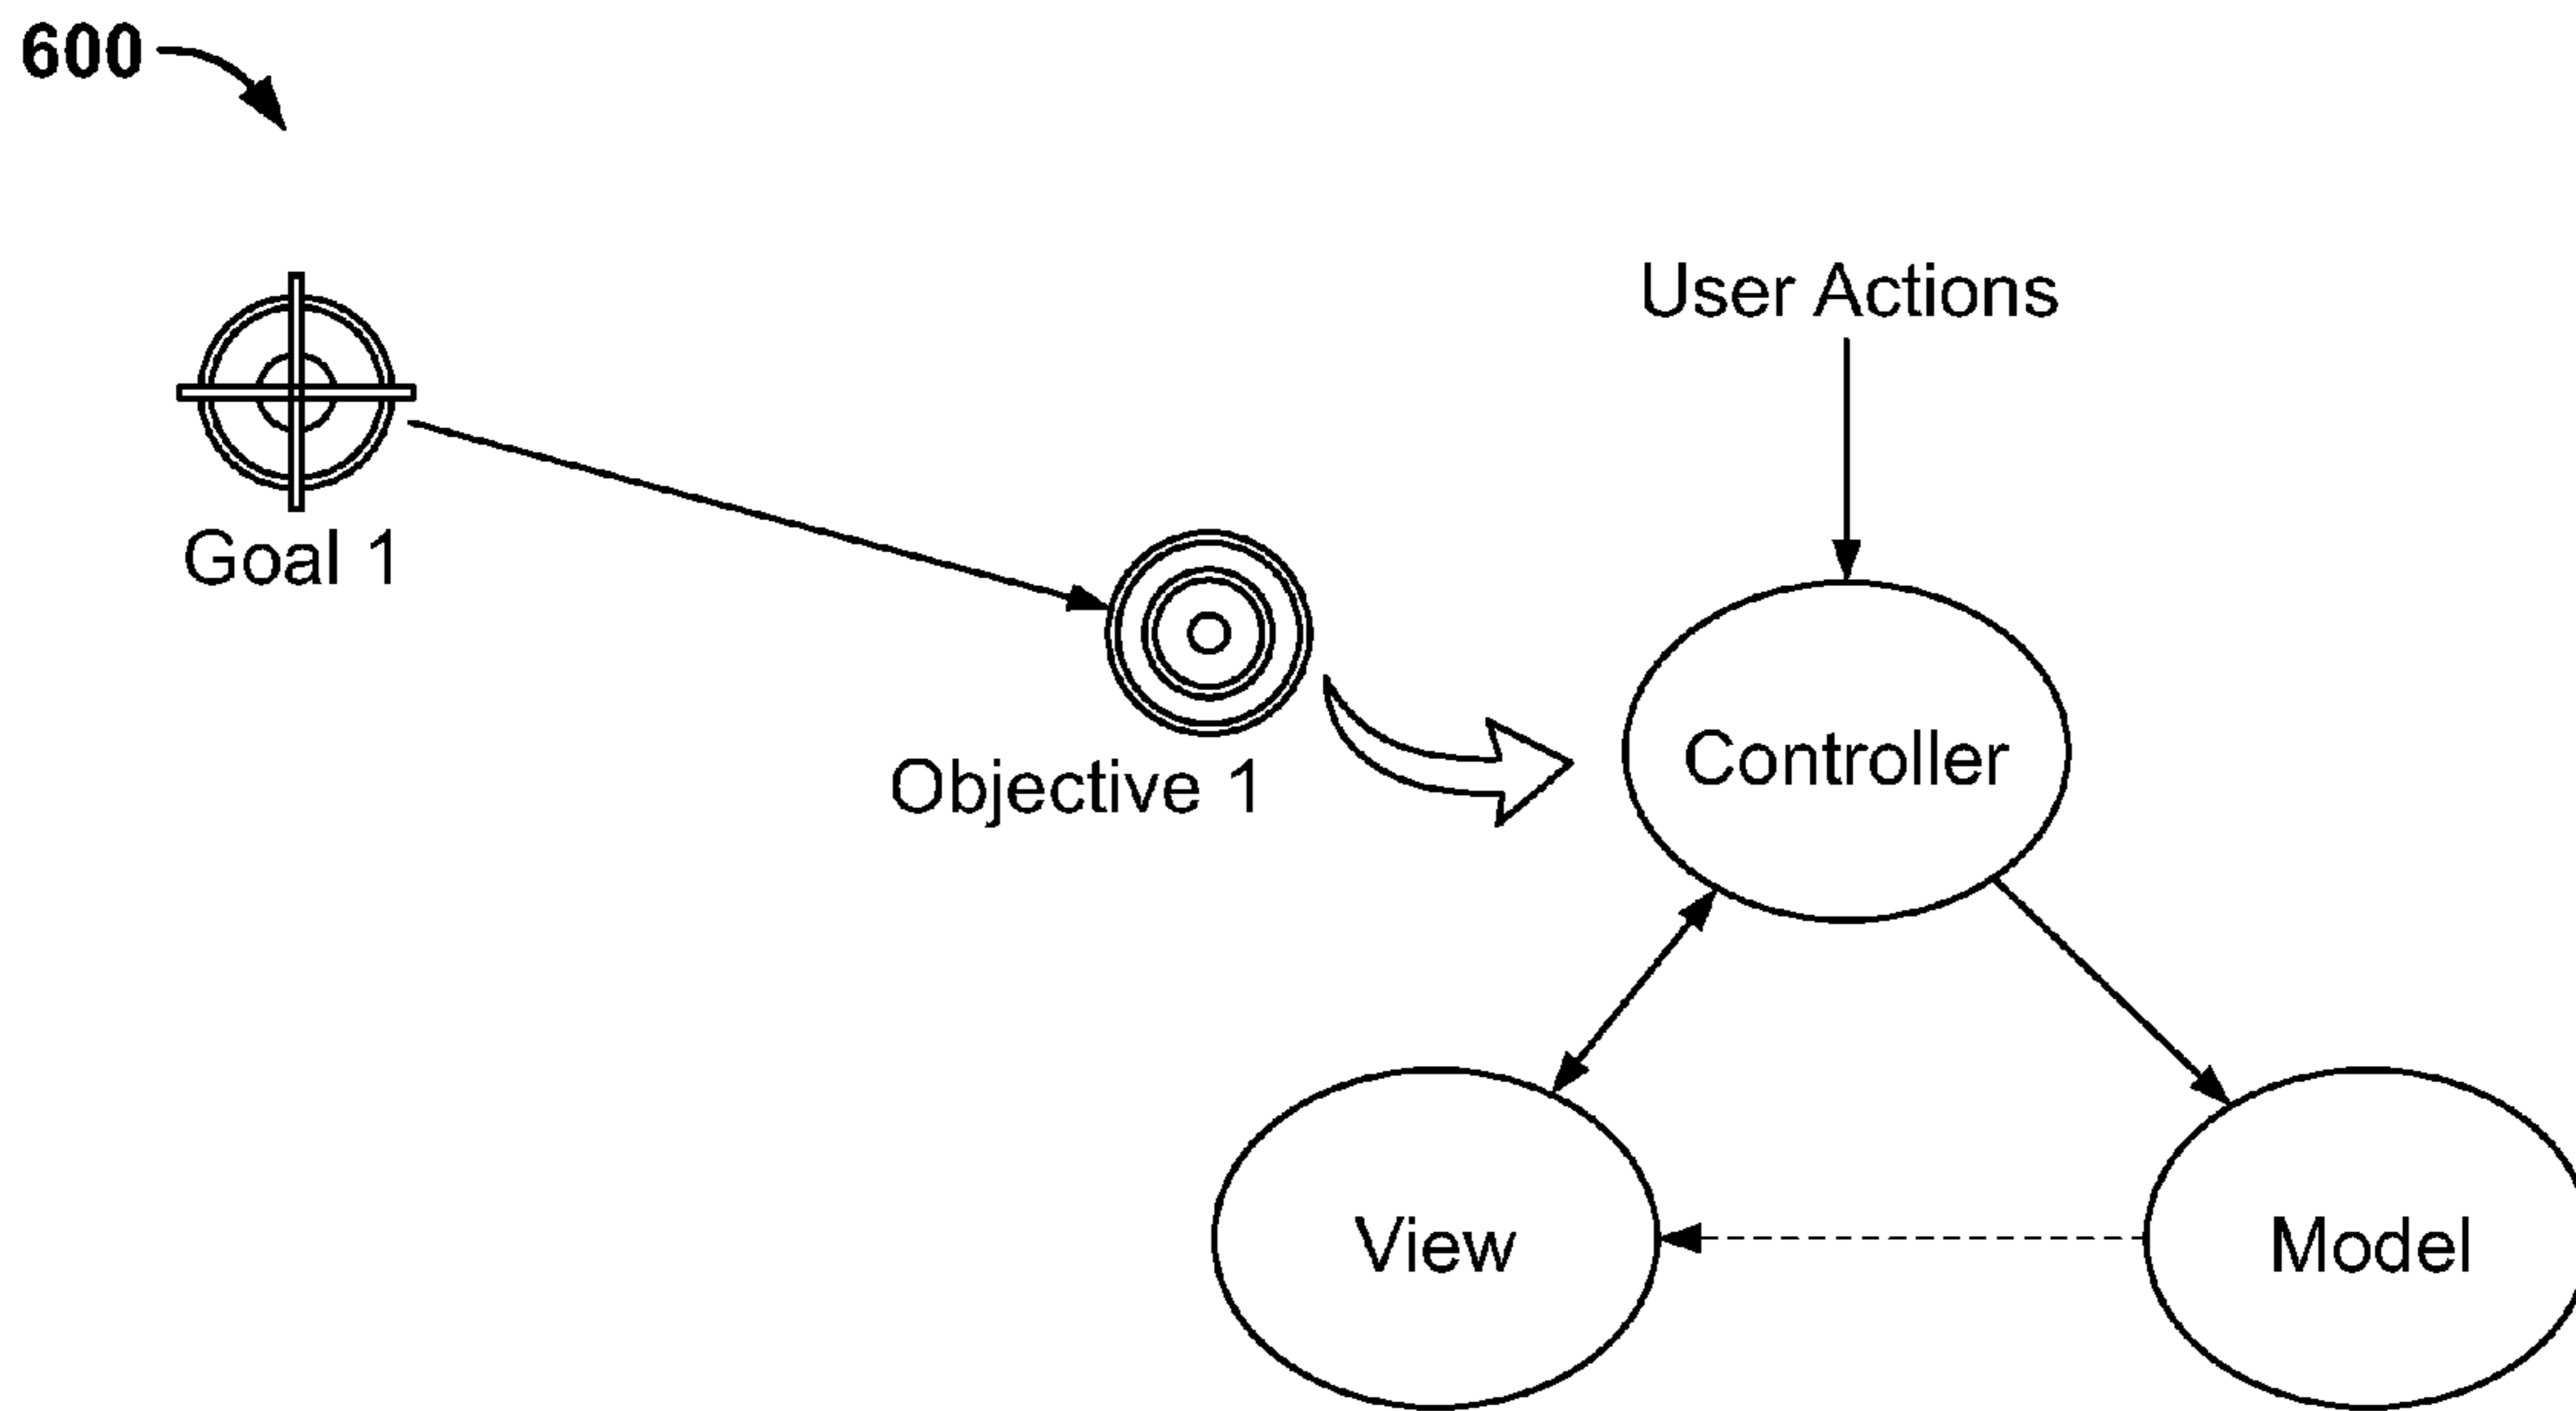 600
User Actions
Goal 1
Controller
Objective 1
View
Model